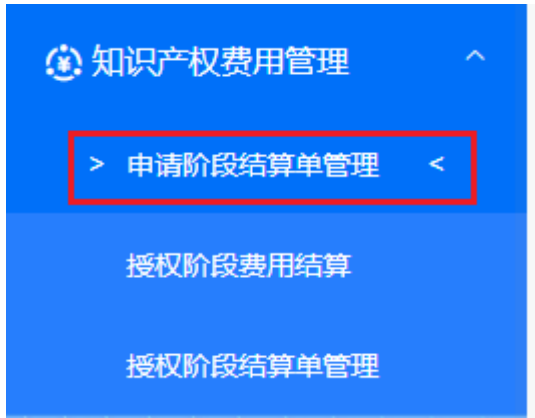 知识产权费用管理
> 申请阶段结算单管理 <
授权阶段费用结算
授权阶段结算单管理